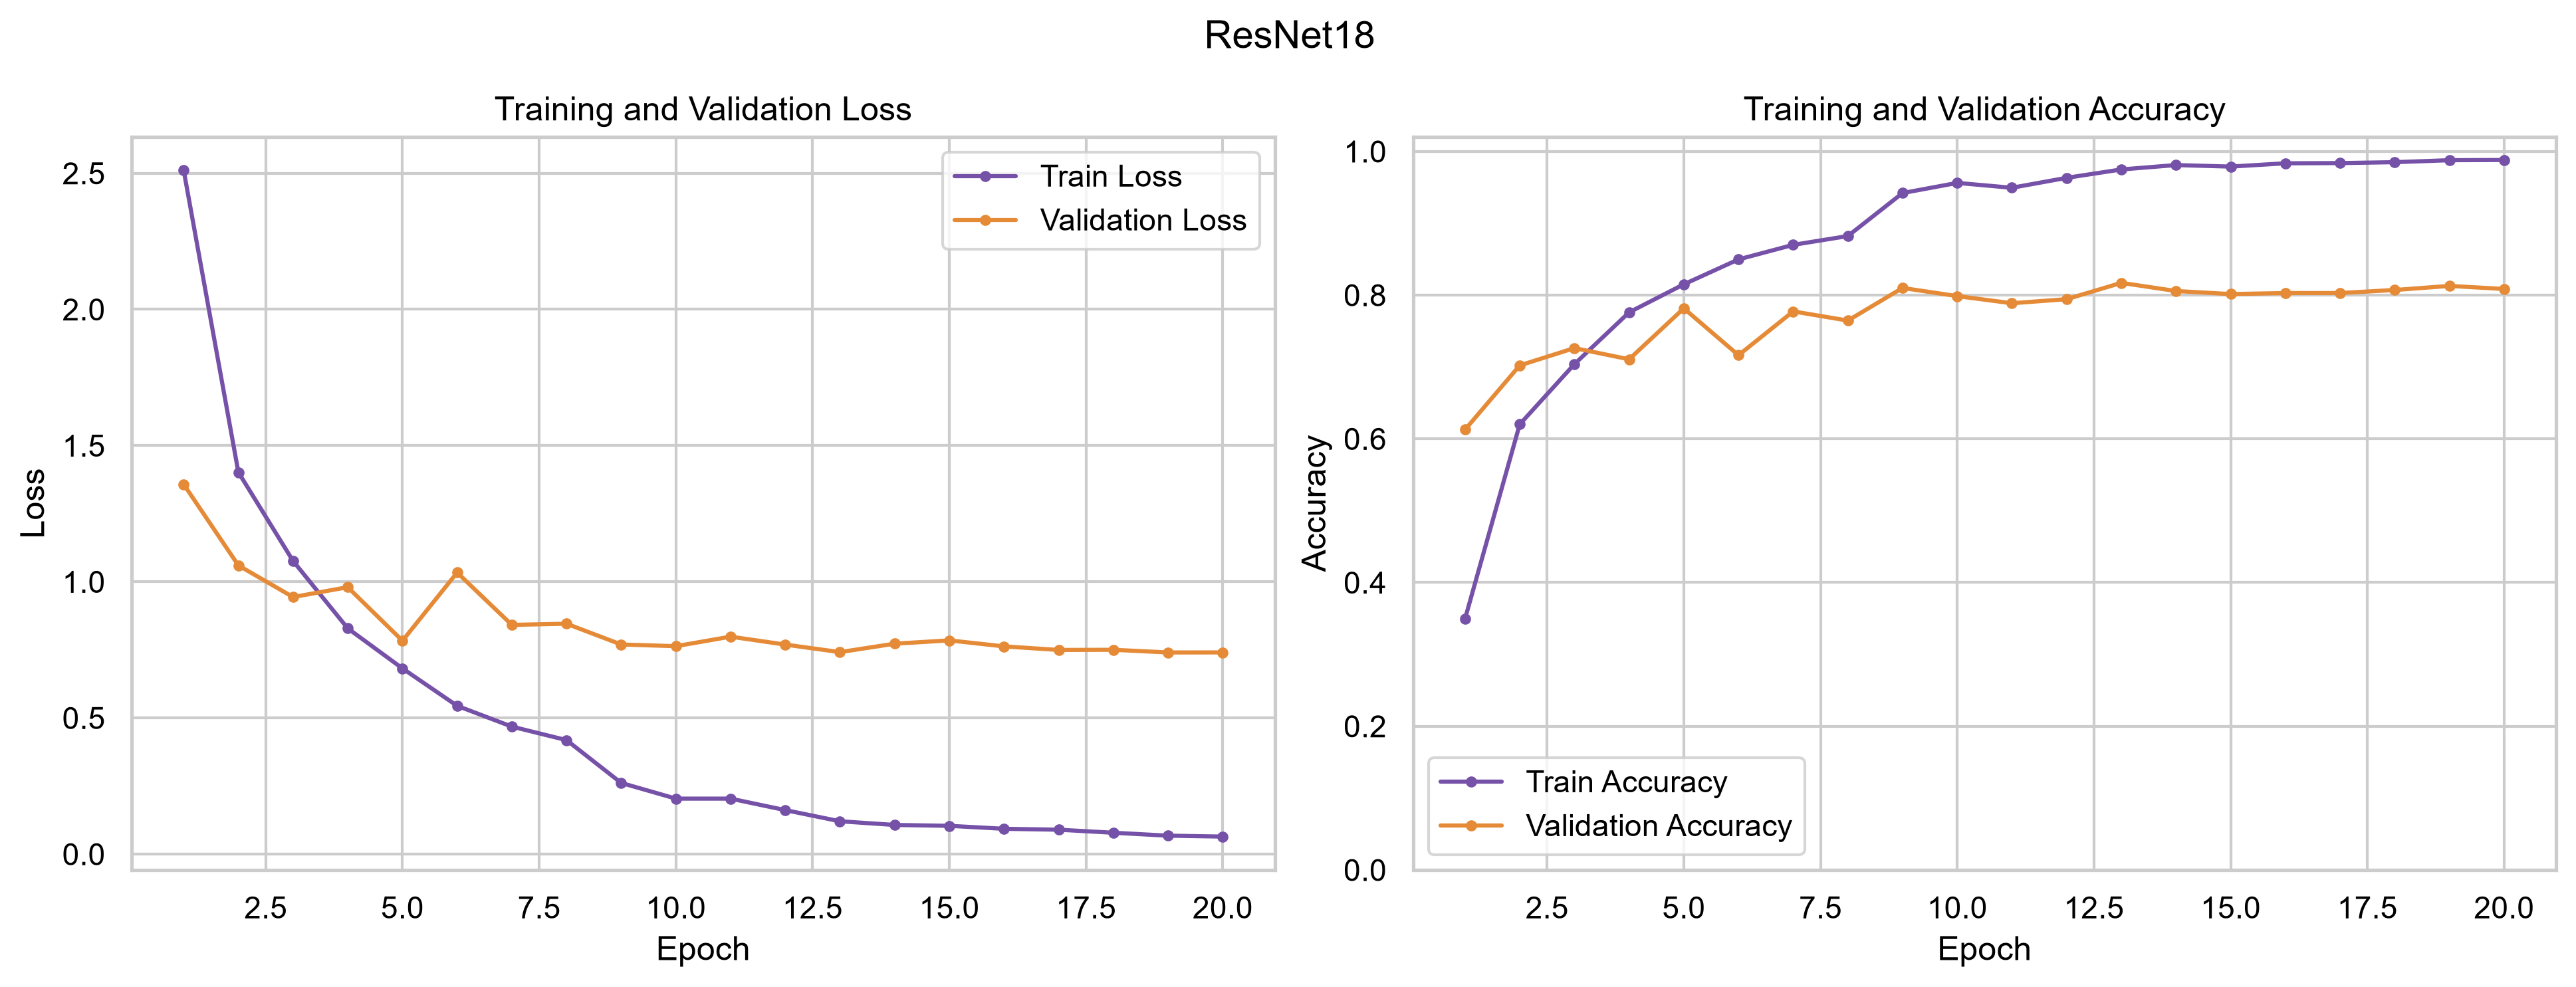 ResNet18
Training and Validation Loss
2.5
2.0
1.5
1.0
0.5
0.0
Loss
Train Loss
Validation Loss
2.5 5.0 7.5 10.0 12.5 15.0 17.5 20.0
Epoch
Training and Validation Accuracy
1.0
0.8
0.6
0.4
0.2
0.0
Accuracy
Train Accuracy
Validation Accuracy
2.5 5.0 7.5 10.0 12.5 15.0 17.5 20.0
Epoch